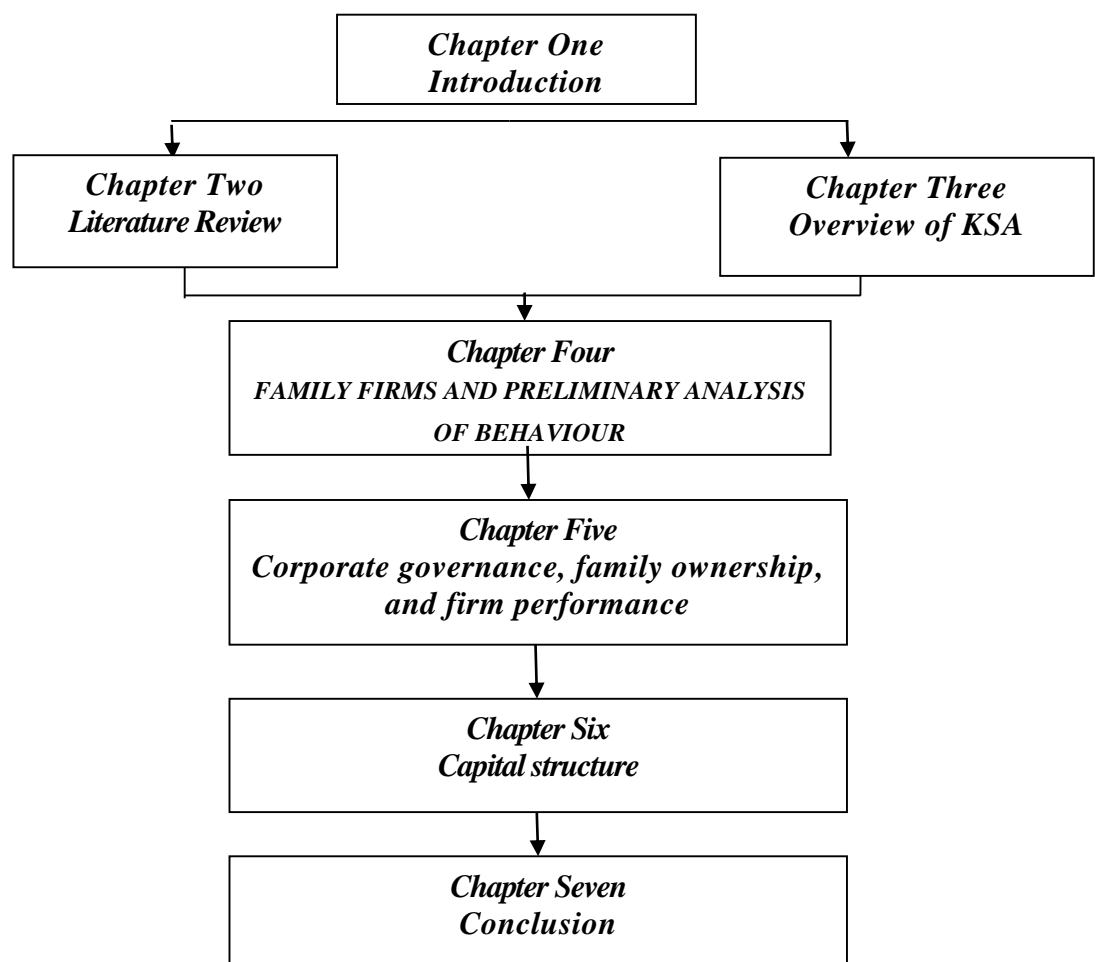 Chapter One
Introduction
Chapter Two
Literature Review
Chapter Three
Overview of KSA
Chapter Four
FAMILY FIRMS AND PRELIMINARY ANALYSIS
OF BEHAVIOUR
Chapter Five
Corporate governance, family ownership,
and firm performance
Chapter Six
Capital structure
Chapter Seven
Conclusion